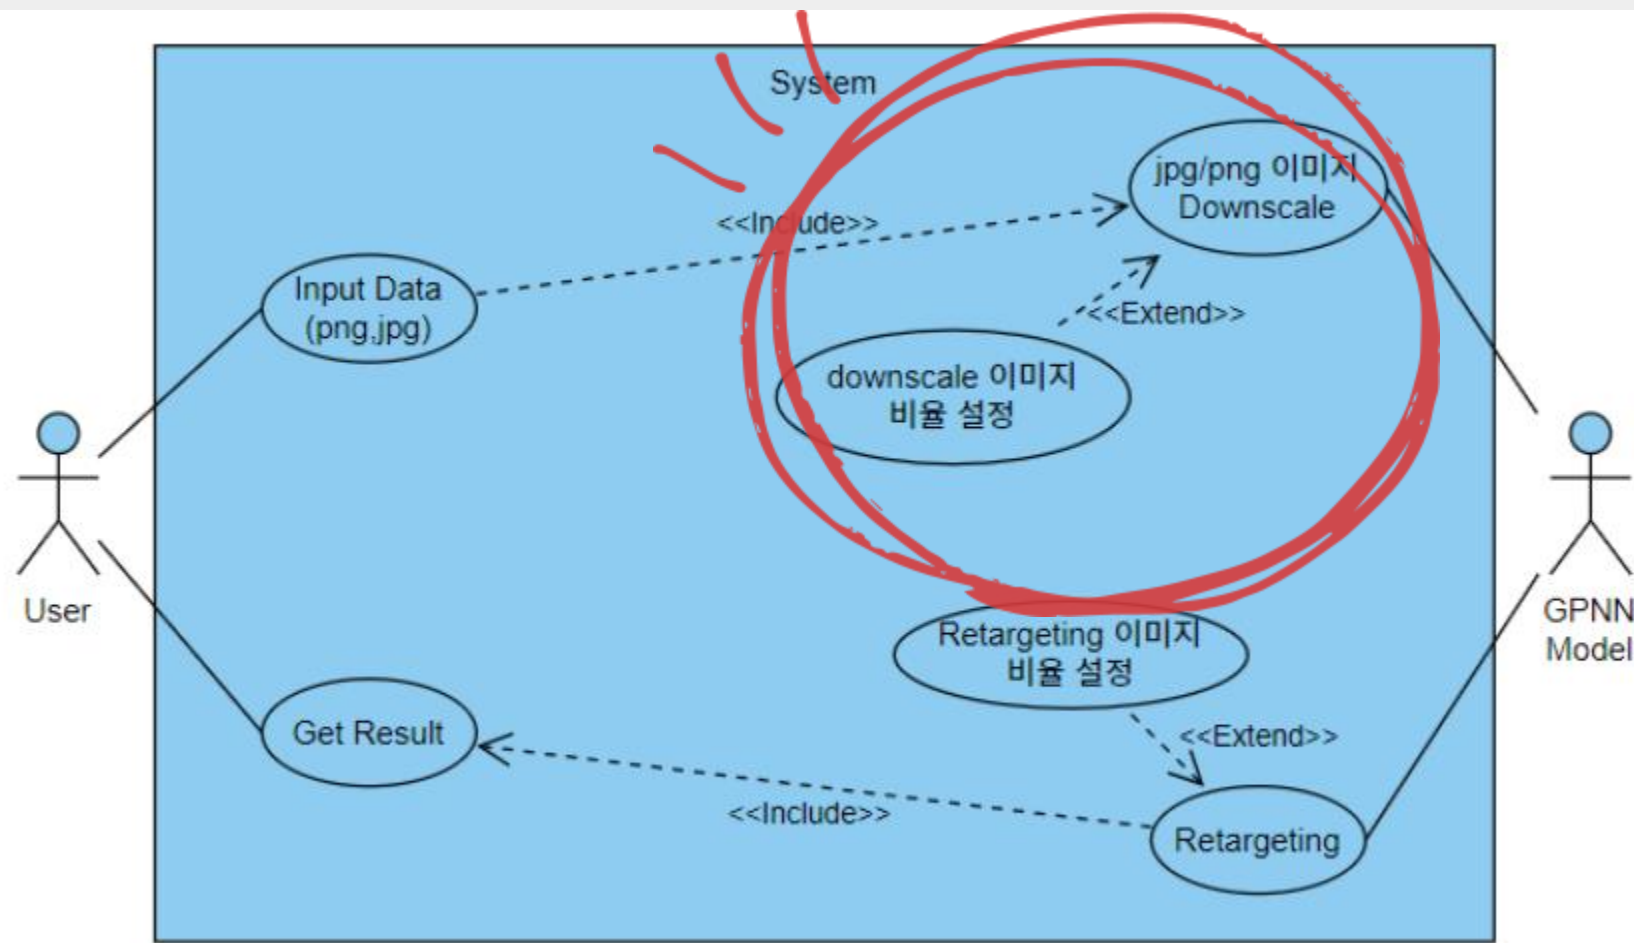 System
jpg/png 이미지
Downscale
<<Include>>
Input Data
(png,jpg)
<<Extend>>
downscale 이미지
비율 설정
User
GPNN
Model
Retargeting 이미지
비율 설정
Get Result
<<Extend>>
<<Include>>
Retargeting